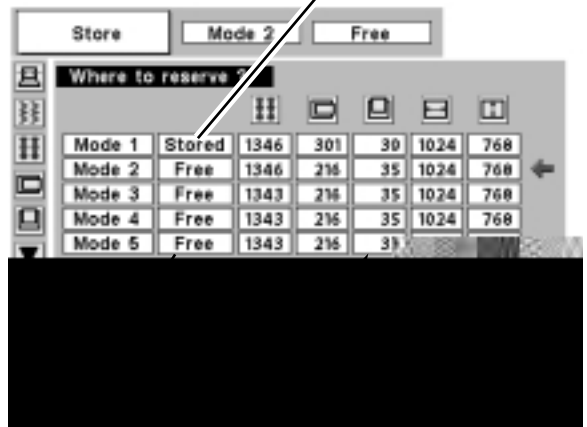 Store Mode 2 Free
Where to reserve ?
Mode 1 Stored 1346 301 30 1024 768
Mode 2 Free 1346 216 35 1024 768
Mode 3 Free 1343 216 35 1024 768
Mode 4 Free 1343 216 35 1024 768
Mode 5 Free 1343 216